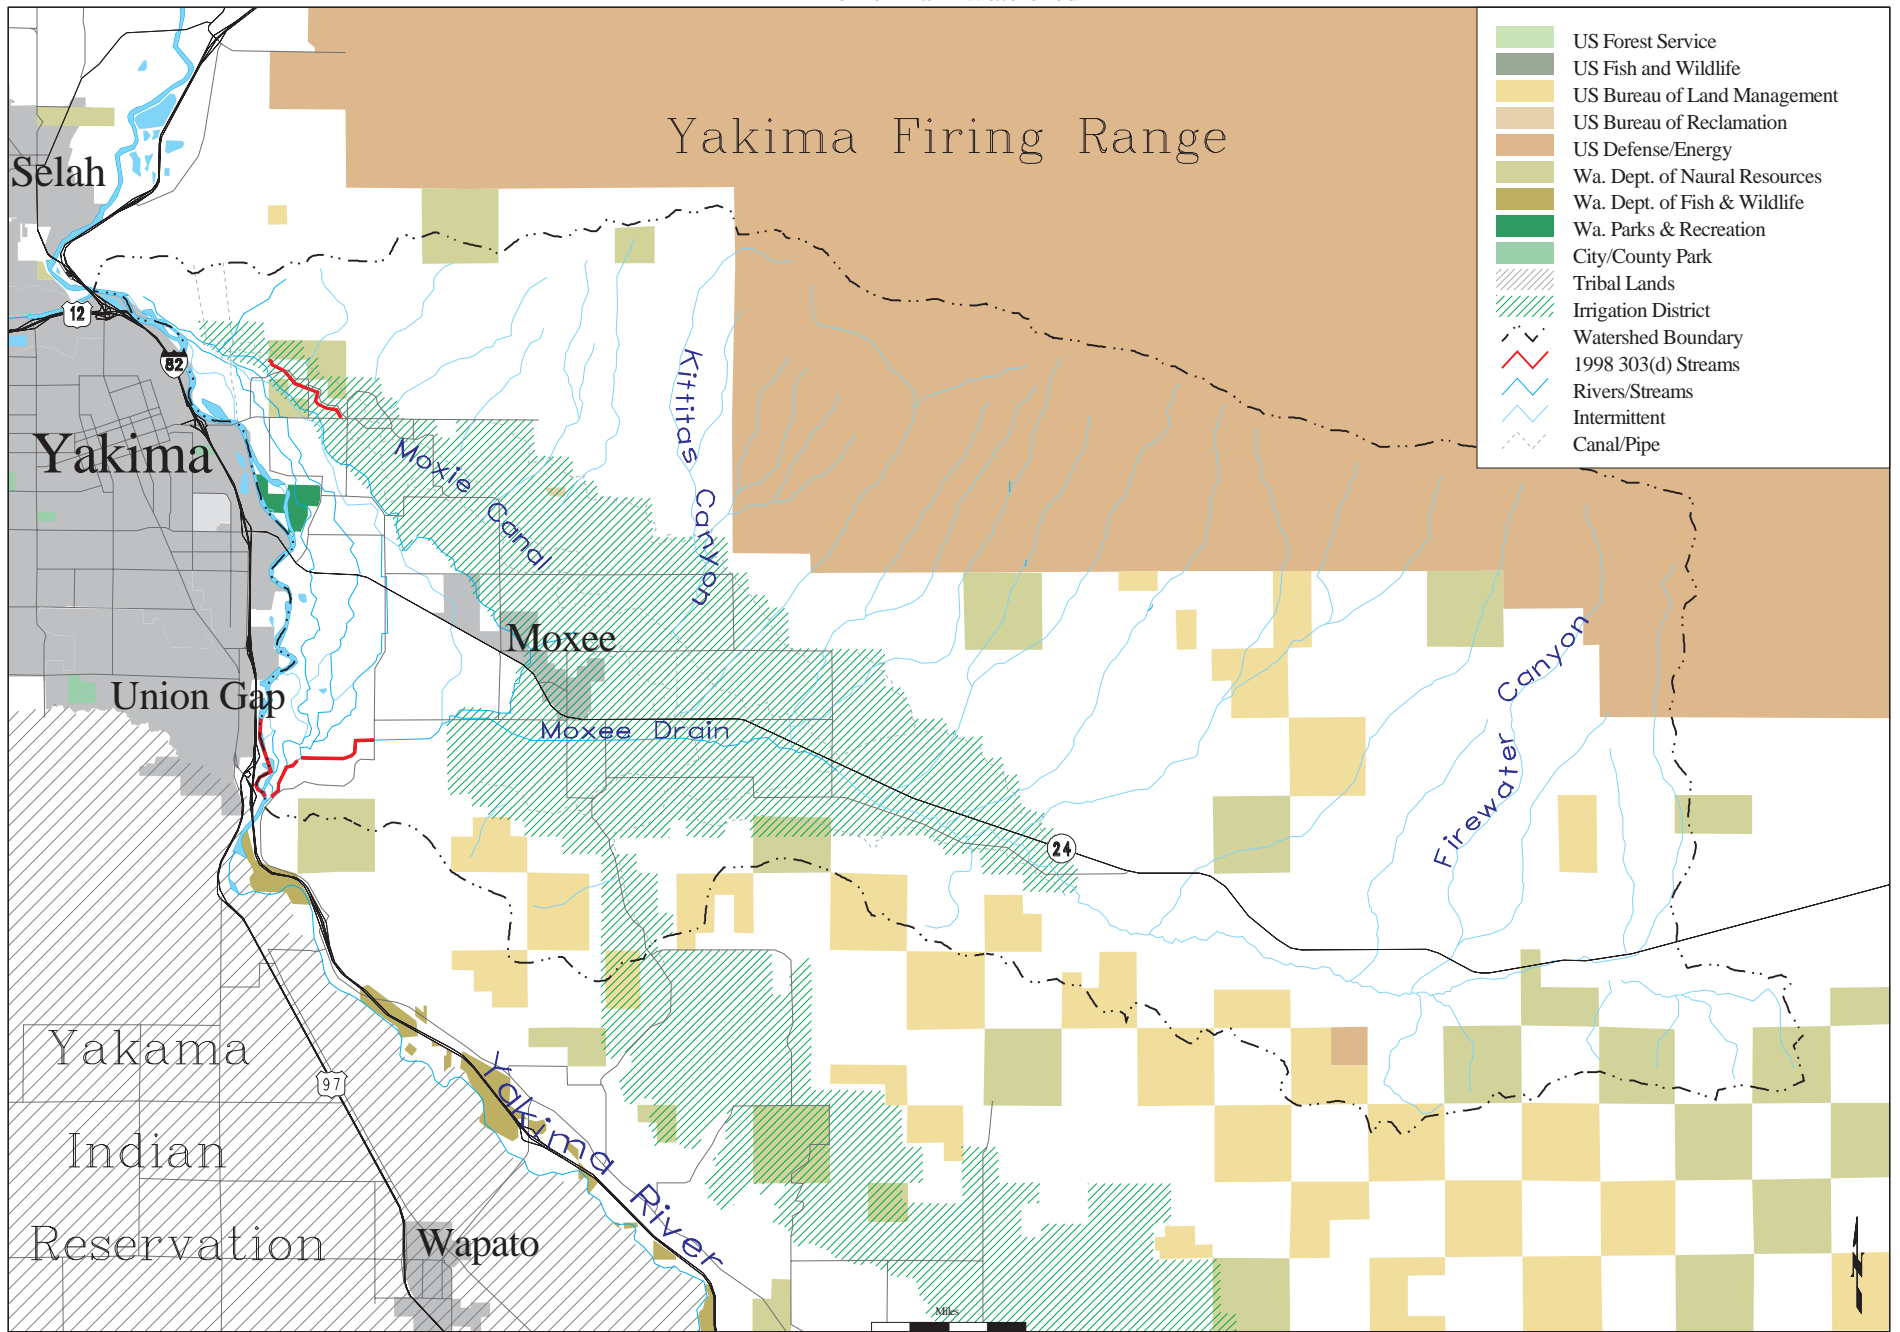 Yakima Firing Range
US Forest Service
US Fish and Wildlife
US Bureau of Land Management
US Bureau of Reclamation
US Defense/Energy
Wa. Dept. of Naural Resources
Wa. Dept. of Fish & Wildlife
Wa. Parks & Recreation
City/County Park
Tribal Lands
Irrigation District
Watershed Boundary
1998 303(d) Streams
Rivers/Streams
Intermittent
Canal/Pipe
Selah
12
82
Yakima
Kittitas Canyon
Moxie Canal
Moxee
Union Gap
Moxee Drain
Firewater Canyon
24
Yakama
Indian
Reservation
97
Yakima River
Wapato
Miles
N